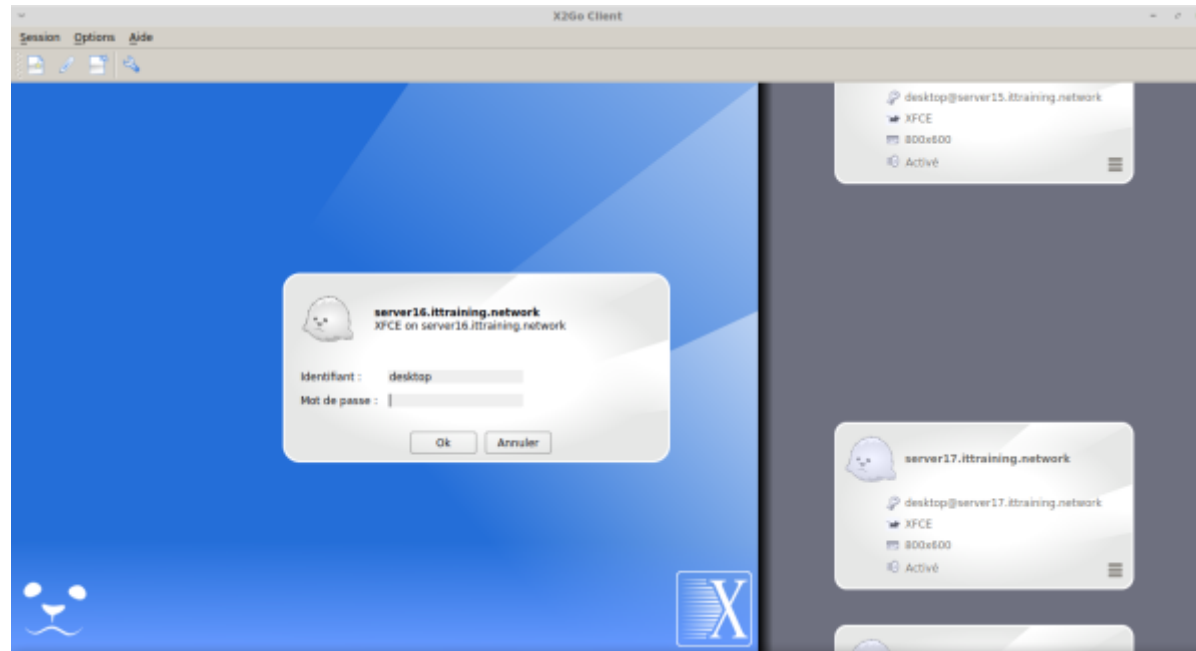 X2Go Client
Session Options Aide
desktop@server15.ittraining.network
XFCE
800x600
Activé
server16.ittraining.network
XFCE on server16.ittraining.network
Identifiant : desktop
Mot de passe :
Ok Annuler
server17.ittraining.network
desktop@server17.ittraining.network
XFCE
800x600
Activé
X